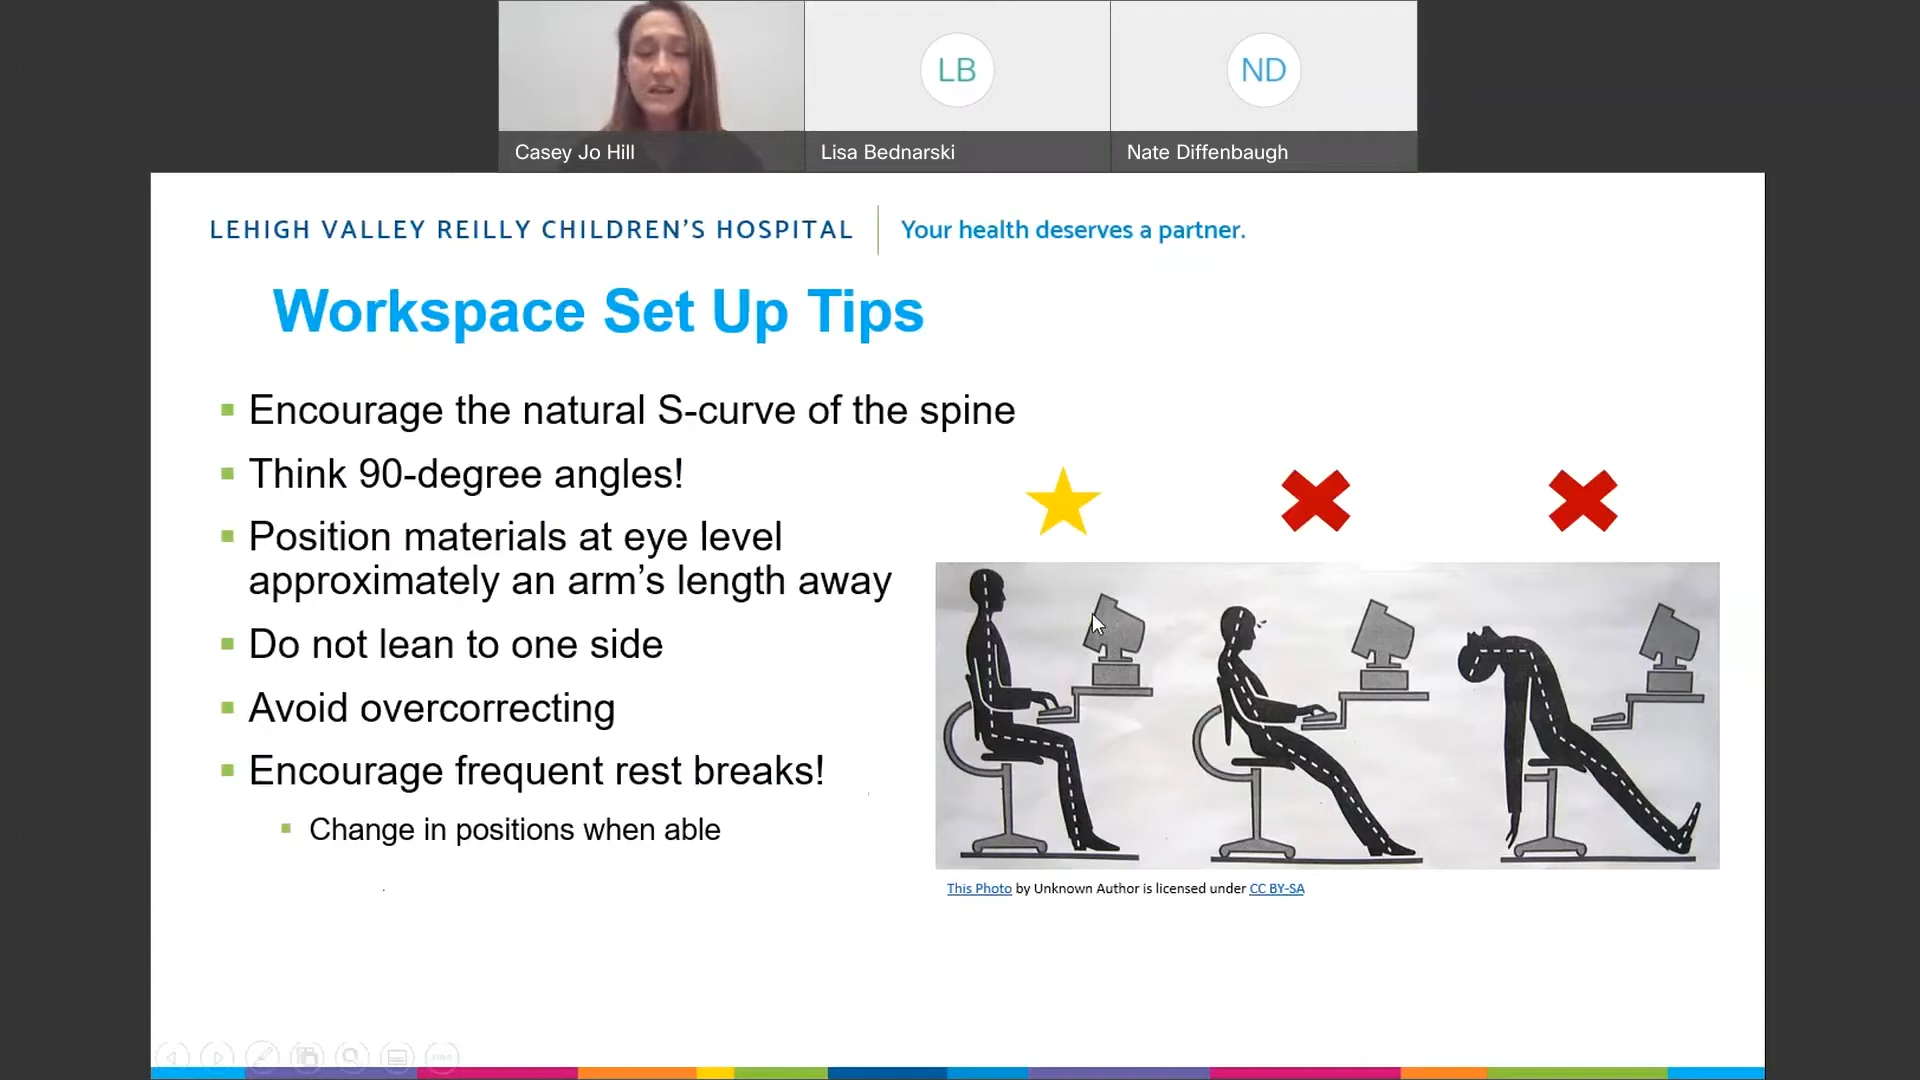 LB
ND
Casey Jo Hill
Lisa Bednarski
Nate Diffenbaugh
LEHIGH VALLEY REILLY CHILDREN’S HOSPITAL
Your health deserves a partner.
Workspace Set Up Tips
Encourage the natural S-curve of the spine
Think 90-degree angles!
Position materials at eye level
approximately an arm’s length away
Do not lean to one side
Avoid overcorrecting
Encourage frequent rest breaks!
Change in positions when able
This Photo by Unknown Author is licensed under CC BY-SA